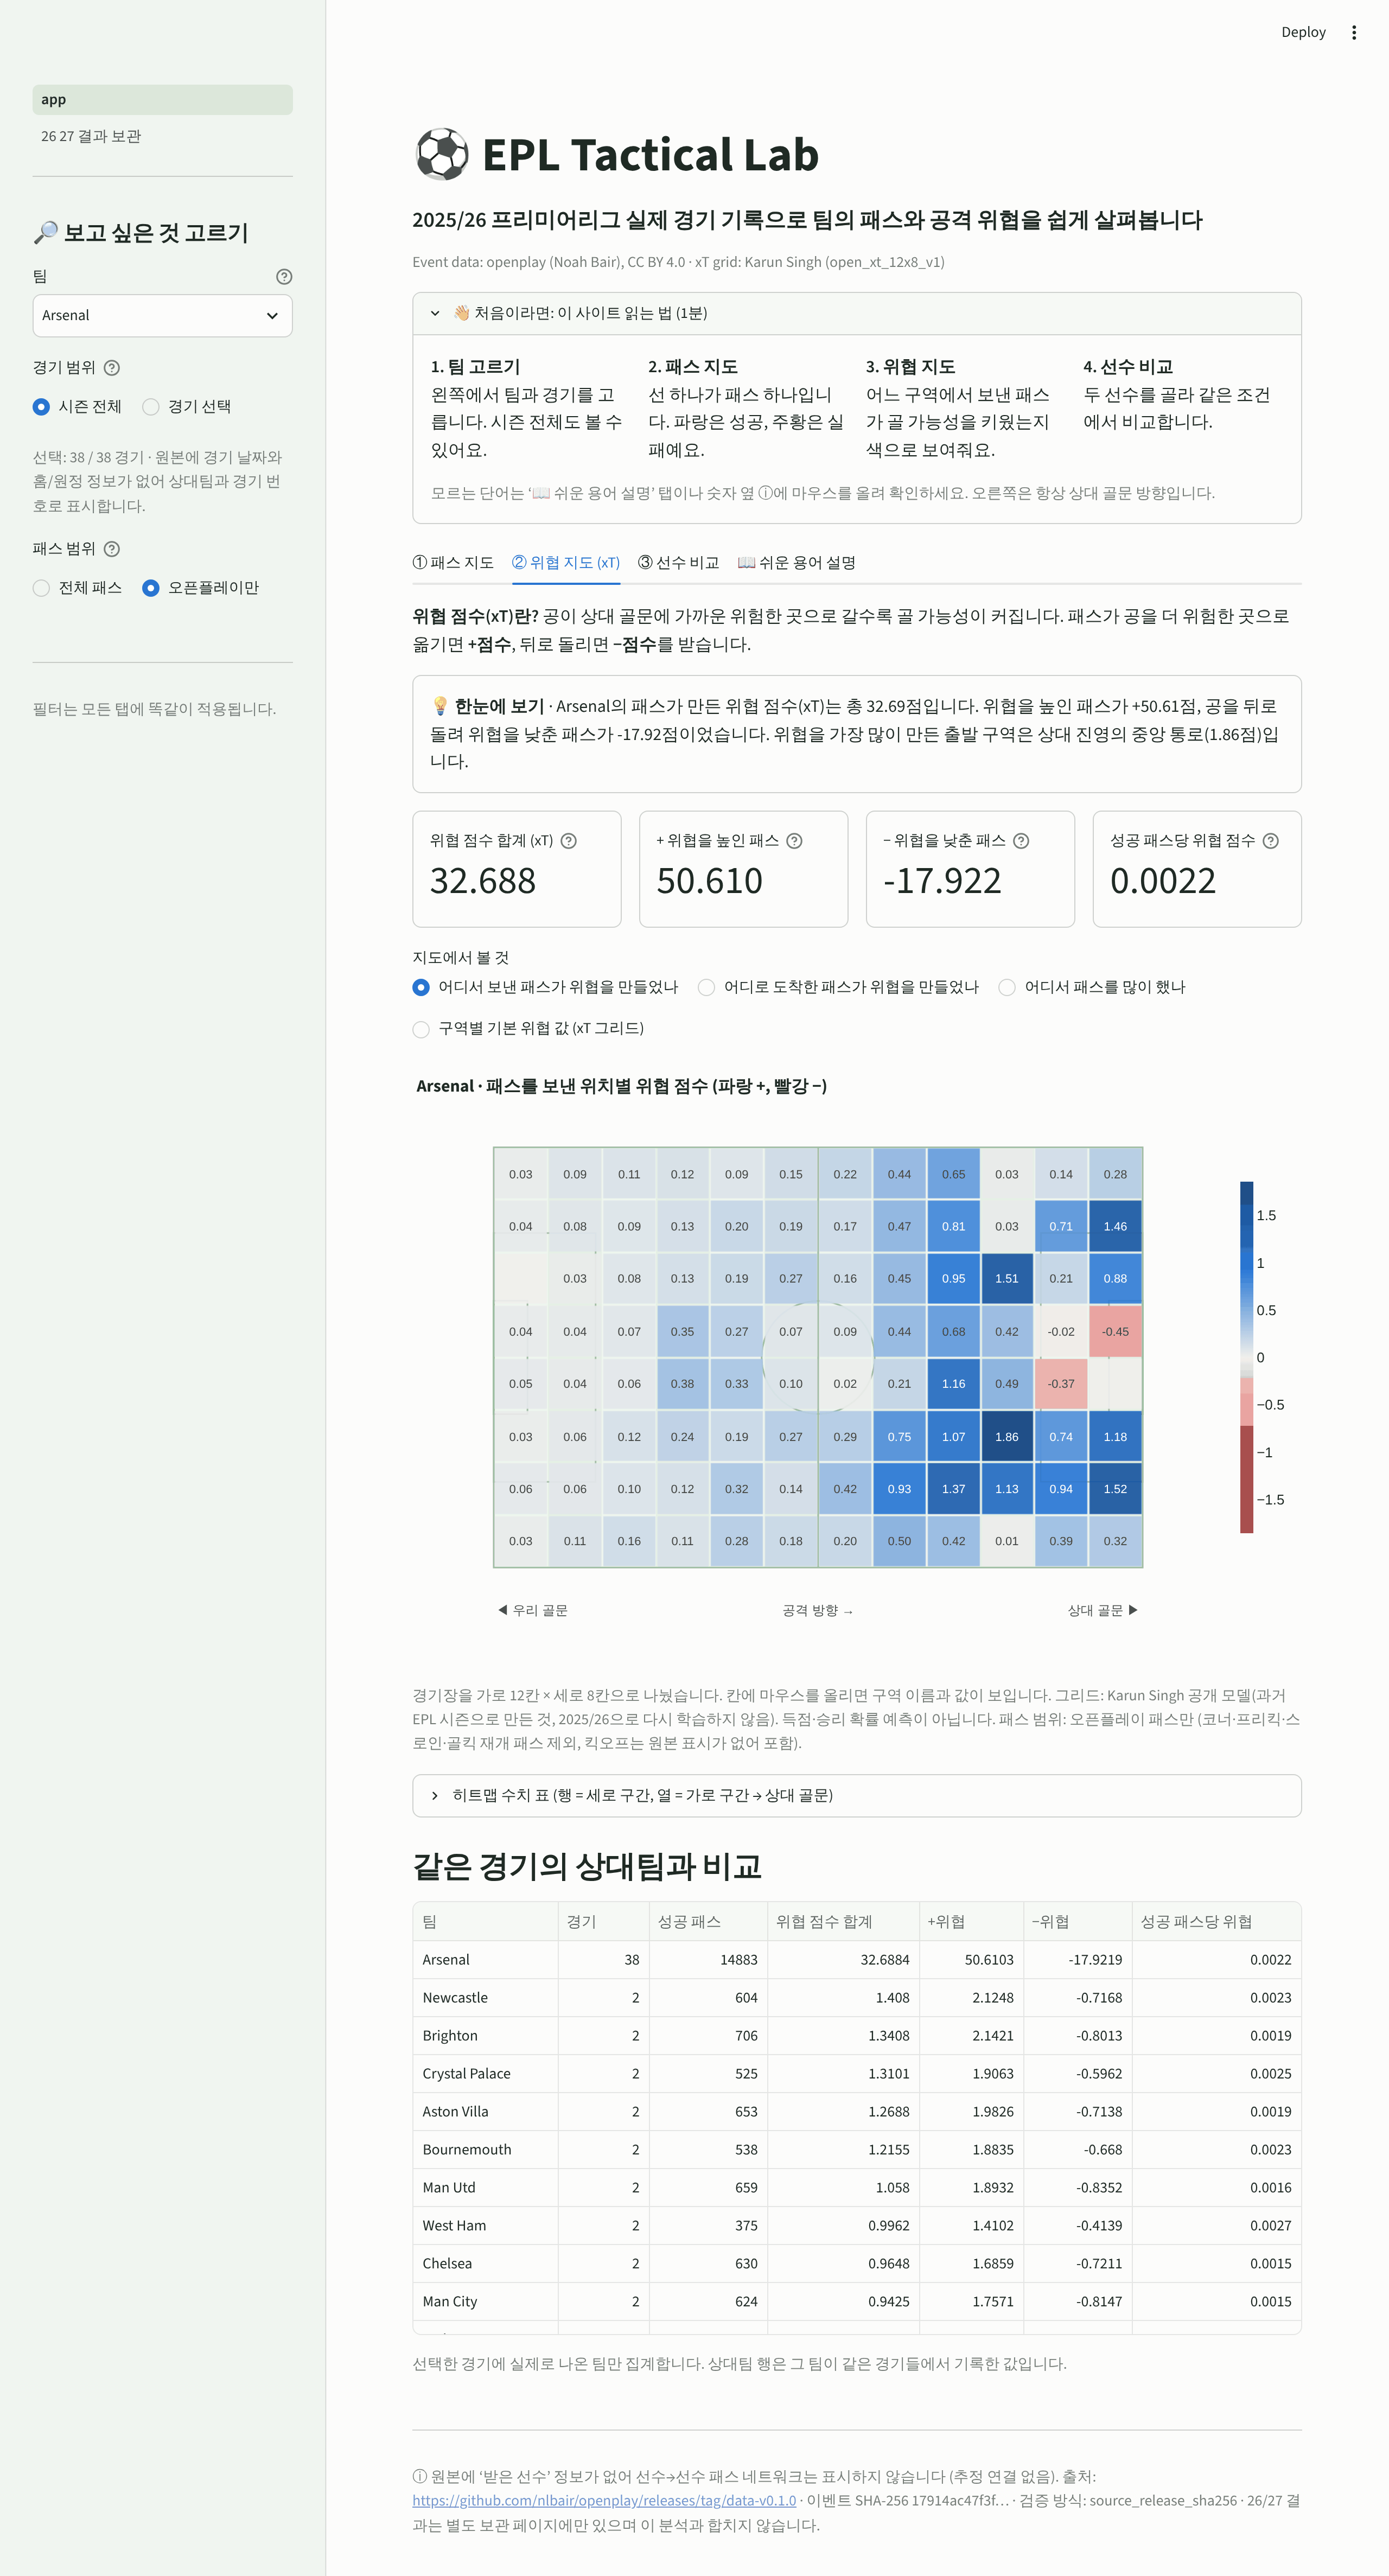 Deploy
app
26 27 결과 보관
🔎 보고 싶은 것 고르기
팀
Arsenal
경기 범위
시즌 전체 경기 선택
선택: 38 / 38 경기 · 원본에 경기 날짜와
홈/원정 정보가 없어 상대팀과 경기 번
호로 표시합니다.
패스 범위
전체 패스 오픈플레이만
필터는 모든 탭에 똑같이 적용됩니다.
⚽ EPL Tactical Lab
2025/26 프리미어리그 실제 경기 기록으로 팀의 패스와 공격 위협을 쉽게 살펴봅니다
Event data: openplay (Noah Bair), CC BY 4.0 · xT grid: Karun Singh (open_xt_12x8_v1)
👋🏻 처음이라면: 이 사이트 읽는 법 (1분)
1. 팀 고르기
왼쪽에서 팀과 경기를 고
릅니다. 시즌 전체도 볼 수
있어요.
2. 패스 지도
선 하나가 패스 하나입니
다. 파랑은 성공, 주황은 실
패예요.
3. 위협 지도
어느 구역에서 보낸 패스
가 골 가능성을 키웠는지
색으로 보여줘요.
4. 선수 비교
두 선수를 골라 같은 조건
에서 비교합니다.
모르는 단어는 ‘📖 쉬운 용어 설명’ 탭이나 숫자 옆 ⓘ에 마우스를 올려 확인하세요. 오른쪽은 항상 상대 골문 방향입니다.
① 패스 지도 ② 위협 지도 (xT) ③ 선수 비교 📖 쉬운 용어 설명
위협 점수(xT)란? 공이 상대 골문에 가까운 위험한 곳으로 갈수록 골 가능성이 커집니다. 패스가 공을 더 위험한 곳으로
옮기면 +점수, 뒤로 돌리면 −점수를 받습니다.
💡 한눈에 보기 · Arsenal의 패스가 만든 위협 점수(xT)는 총 32.69점입니다. 위협을 높인 패스가 +50.61점, 공을 뒤로
돌려 위협을 낮춘 패스가 -17.92점이었습니다. 위협을 가장 많이 만든 출발 구역은 상대 진영의 중앙 통로(1.86점)입
니다.
위협 점수 합계 (xT)
32.688
+ 위협을 높인 패스
50.610
− 위협을 낮춘 패스
-17.922
성공 패스당 위협 점수
0.0022
지도에서 볼 것
어디서 보낸 패스가 위협을 만들었나 어디로 도착한 패스가 위협을 만들었나 어디서 패스를 많이 했나
구역별 기본 위협 값 (xT 그리드)
Arsenal · 패스를 보낸 위치별 위협 점수 (파랑 +, 빨강 −)
0.03 0.09 0.11 0.12 0.09 0.15 0.22 0.44 0.65 0.03 0.14 0.28
0.04 0.08 0.09 0.13 0.20 0.19 0.17 0.47 0.81 0.03 0.71 1.46
0.03 0.08 0.13 0.19 0.27 0.16 0.45 0.95 1.51 0.21 0.88
0.04 0.04 0.07 0.35 0.27 0.07 0.09 0.44 0.68 0.42 -0.02 -0.45
0.05 0.04 0.06 0.38 0.33 0.10 0.02 0.21 1.16 0.49 -0.37
0.03 0.06 0.12 0.24 0.19 0.27 0.29 0.75 1.07 1.86 0.74 1.18
0.06 0.06 0.10 0.12 0.32 0.14 0.42 0.93 1.37 1.13 0.94 1.52
0.03 0.11 0.16 0.11 0.28 0.18 0.20 0.50 0.42 0.01 0.39 0.32
1.5
1
0.5
0
−0.5
−1
−1.5
◀ 우리 골문 공격 방향 → 상대 골문 ▶
경기장을 가로 12칸 × 세로 8칸으로 나눴습니다. 칸에 마우스를 올리면 구역 이름과 값이 보입니다. 그리드: Karun Singh 공개 모델(과거
EPL 시즌으로 만든 것, 2025/26으로 다시 학습하지 않음). 득점·승리 확률 예측이 아닙니다. 패스 범위: 오픈플레이 패스만 (코너·프리킥·스
로인·골킥 재개 패스 제외, 킥오프는 원본 표시가 없어 포함).
히트맵 수치 표 (행 = 세로 구간, 열 = 가로 구간 → 상대 골문)
같은 경기의 상대팀과 비교
팀 경기 성공 패스 위협 점수 합계 +위협 −위협 성공 패스당 위협
Arsenal 38 14883 32.6884 50.6103 -17.9219 0.0022
Newcastle 2 604 1.408 2.1248 -0.7168 0.0023
Brighton 2 706 1.3408 2.1421 -0.8013 0.0019
Crystal Palace 2 525 1.3101 1.9063 -0.5962 0.0025
Aston Villa 2 653 1.2688 1.9826 -0.7138 0.0019
Bournemouth 2 538 1.2155 1.8835 -0.668 0.0023
Man Utd 2 659 1.058 1.8932 -0.8352 0.0016
West Ham 2 375 0.9962 1.4102 -0.4139 0.0027
Chelsea 2 630 0.9648 1.6859 -0.7211 0.0015
Man City 2 624 0.9425 1.7571 -0.8147 0.0015
선택한 경기에 실제로 나온 팀만 집계합니다. 상대팀 행은 그 팀이 같은 경기들에서 기록한 값입니다.
ⓘ 원본에 ‘받은 선수’ 정보가 없어 선수→선수 패스 네트워크는 표시하지 않습니다 (추정 연결 없음). 출처:
https://github.com/nlbair/openplay/releases/tag/data-v0.1.0 · 이벤트 SHA-256 17914ac47f3f… · 검증 방식: source_release_sha256 · 26/27 결
과는 별도 보관 페이지에만 있으며 이 분석과 합치지 않습니다.